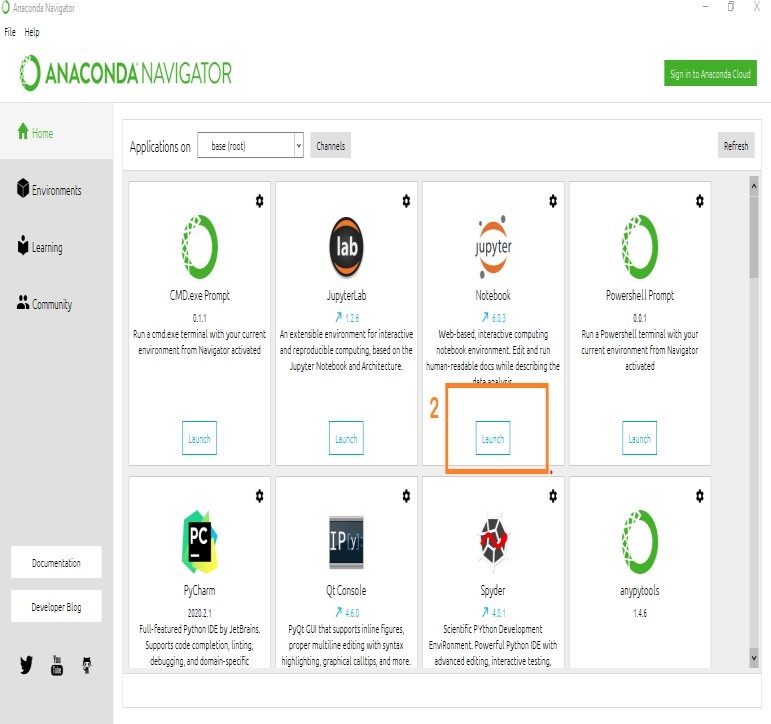 Anaconda Navigator
File Help
ANACONDA NAVIGATOR
Sign in to Anaconda Cloud
Home
Environments
Learning
Community
Documentation
Developer Blog
You
Tube
Applications on base (root) Channels
Refresh
CMD.exe Prompt
0.1.1
Run a cmd.exe terminal with your current
environment from Navigator activated
Launch
lab
JupyterLab
1.2.6
An extensible environment for interactive
and reproducible computing, based on the
Jupyter Notebook and Architecture.
Launch
jupyter
Notebook
6.0.3
Web-based, interactive computing
notebook environment. Edit and run
human-readable docs while describing the
data analysis.
2
Launch
Powershell Prompt
0.0.1
Run a Powershell terminal with your
current environment from Navigator
activated
Launch
PC
PyCharm
2020.2.1
Full-featured Python IDE by JetBrains.
Supports code completion, linting,
debugging, and domain-specific
IP[y]:
Qt Console
4.6.0
PyQt GUI that supports inline figures,
proper multiline editing with syntax
highlighting, graphical calltips, and more.
Spyder
4.0.1
Scientific PYthon Development
EnviRonment. Powerful Python IDE with
advanced editing, interactive testing,
anypytools
1.4.6